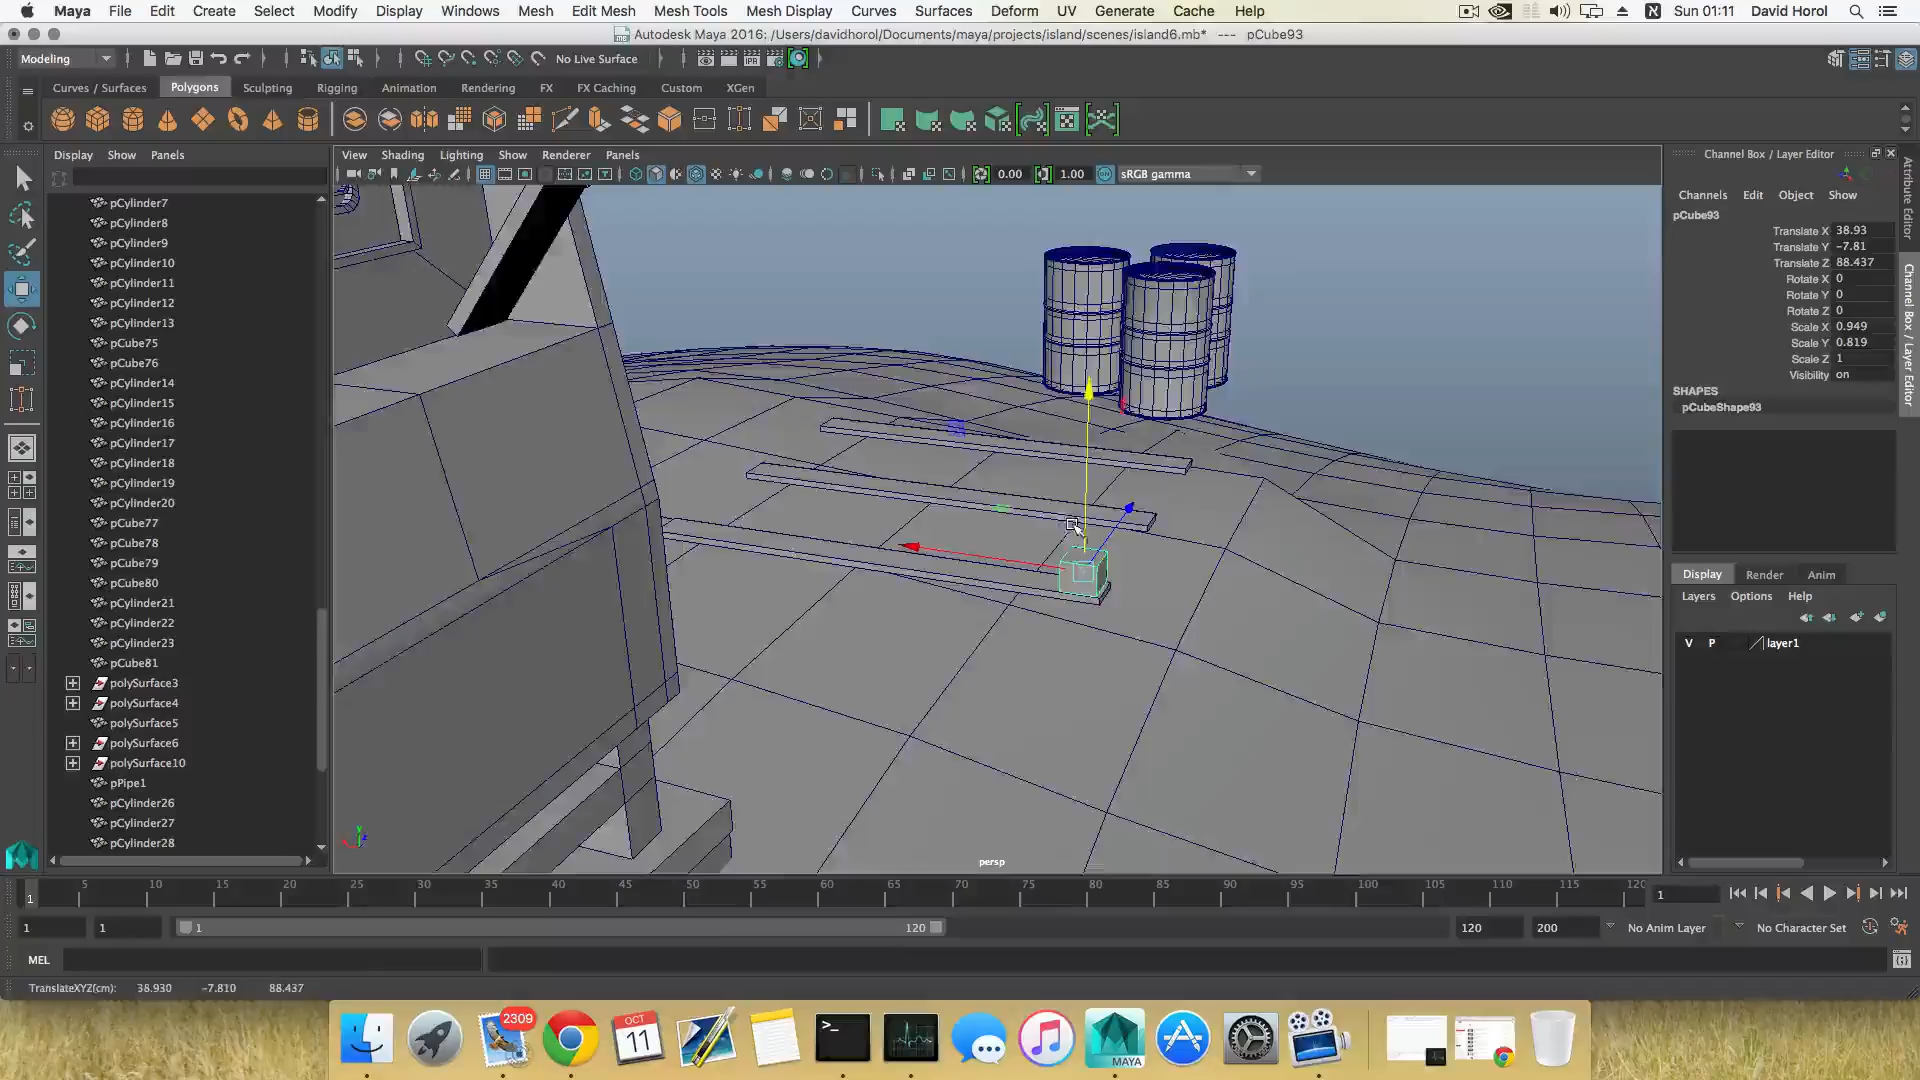 Maya File Edit Create Select Modify Display Windows Mesh Edit Mesh Mesh Tools Mesh Display Curves Surfaces Deform UV Generate Cache Help Sun 01:11 David Horol
Autodesk Maya 2016: /Users/davidhorol/Documents/maya/projects/island/scenes/island6.mb* --- pCube93
Modeling No Live Surface
Curves / Surfaces Polygons Sculpting Rigging Animation Rendering FX FX Caching Custom XGen
Display Show Panels
View Shading Lighting Show Renderer Panels
0.00 1.00 sRGB gamma
pCylinder7
pCylinder8
pCylinder9
pCylinder10
pCylinder11
pCylinder12
pCylinder13
pCube75
pCube76
pCylinder14
pCylinder15
pCylinder16
pCylinder17
pCylinder18
pCylinder19
pCylinder20
pCube77
pCube78
pCube79
pCube80
pCylinder21
pCylinder22
pCylinder23
pCube81
polySurface3
polySurface4
polySurface5
polySurface6
polySurface10
pPipe1
pCylinder26
pCylinder27
pCylinder28
persp
Channel Box / Layer Editor
Channels Edit Object Show
pCube93
Translate X 38.93
Translate Y -7.81
Translate Z 88.437
Rotate X 0
Rotate Y 0
Rotate Z 0
Scale X 0.949
Scale Y 0.819
Scale Z 1
Visibility on
SHAPES
pCubeShape93
Display Render Anim
Layers Options Help
V P layer1
Attribute Editor
Channel Box / Layer Editor
1 5 10 15 20 25 30 35 40 45 50 55 60 65 70 75 80 85 90 95 100 105 110 115 120 1
1 1 1 120 120 200 No Anim Layer No Character Set
MEL
TranslateXYZ(cm): 38.930 -7.810 88.437
2309
OCT
11
MAYA